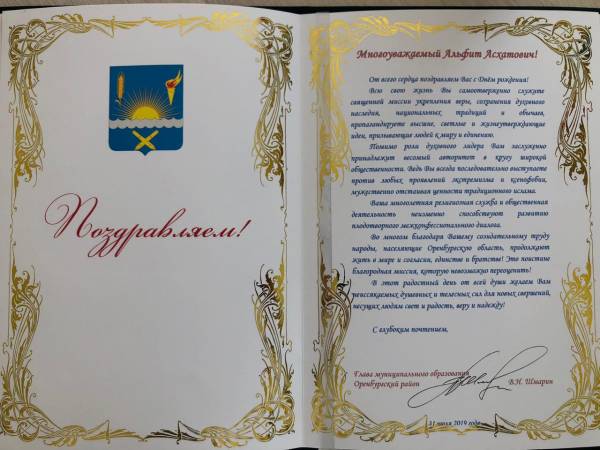 Поздравляем!
Многоуважаемый Альфит Асхатович!
От всего сердца поздравляем Вас с Днём рождения!
Всю свою жизнь Вы самоотверженно служите
священной миссии укрепления веры, сохранения духовного
наследия, национальных традиций и обычаев,
пропагандируете высшие, светлые и жизнеутверждающие
идеи, призывающие людей к миру и единению.
Помимо роли духовного лидера Вам заслуженно
принадлежит весомый авторитет в кругу широкой
общественности. Ведь Вы всегда последовательно выступаете
против любых проявлений экстремизма и ксенофобии,
мужественно отстаивая ценности традиционного ислама.
Ваша многолетняя религиозная служба и общественная
деятельность неизменно способствуют развитию
плодотворного межконфессионального диалога.
Во многом благодаря Вашему созидательному труду
народы, населяющие Оренбургскую область, продолжают
жить в мире и согласии, единстве и братстве! Это поистине
благородная миссия, которую невозможно переоценить!
В этот радостный день от всей души желаем Вам
неиссякаемых душевных и телесных сил для новых свершений,
несущих людям свет и радость, веру и надежду!
С глубоким почтением,
Глава муниципального образования
Оренбургский район В.Н. Шмарин
2019 года